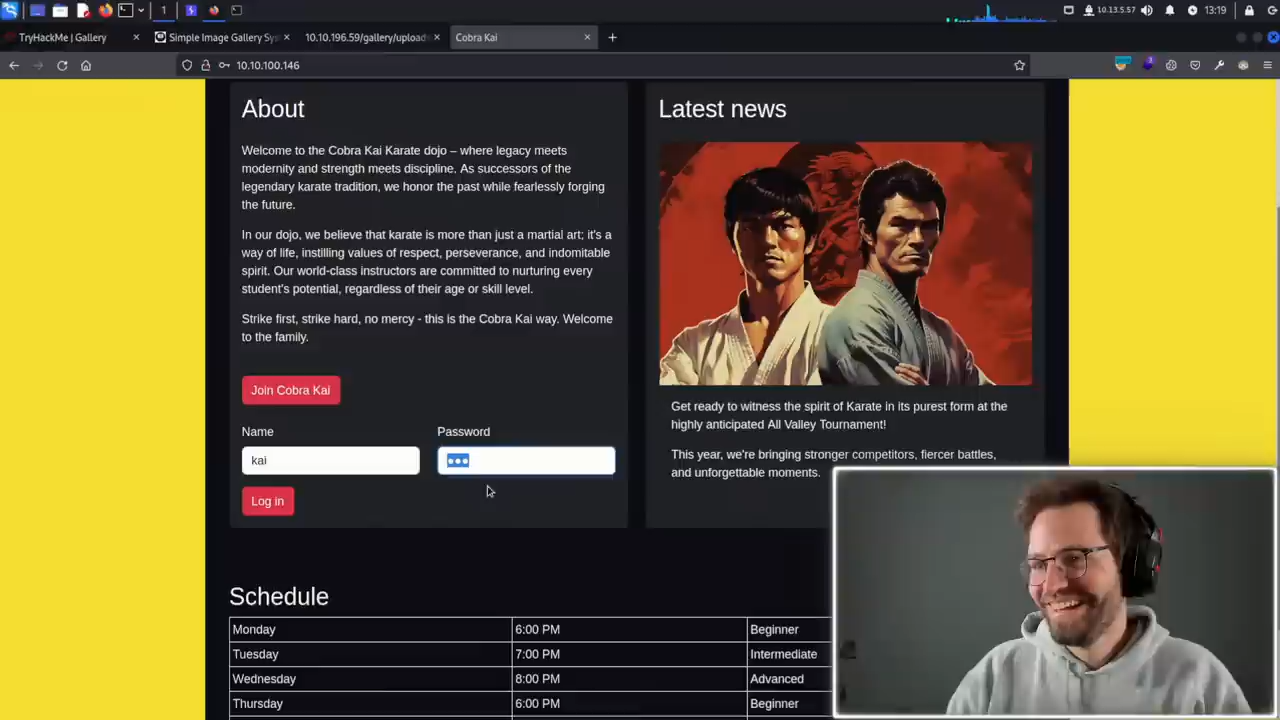 1
10.13.5.57
13:19
TryHackMe | Gallery
Simple Image Gallery Sy
10.10.196.59/gallery/upload
Cobra Kai
10.10.100.146
About
Welcome to the Cobra Kai Karate dojo – where legacy meets
modernity and strength meets discipline. As successors of the
legendary karate tradition, we honor the past while fearlessly forging
the future.
In our dojo, we believe that karate is more than just a martial art; it's a
way of life, instilling values of respect, perseverance, and indomitable
spirit. Our world-class instructors are committed to nurturing every
student's potential, regardless of their age or skill level.
Strike first, strike hard, no mercy - this is the Cobra Kai way. Welcome
to the family.
Join Cobra Kai
Name
Password
kai
•••
Log in
Latest news
Get ready to witness the spirit of Karate in its purest form at the
highly anticipated All Valley Tournament!
This year, we're bringing stronger competitors, fiercer battles,
and unforgettable moments.
Schedule
Monday 6:00 PM Beginner
Tuesday 7:00 PM Intermediate
Wednesday 8:00 PM Advanced
Thursday 6:00 PM Beginner